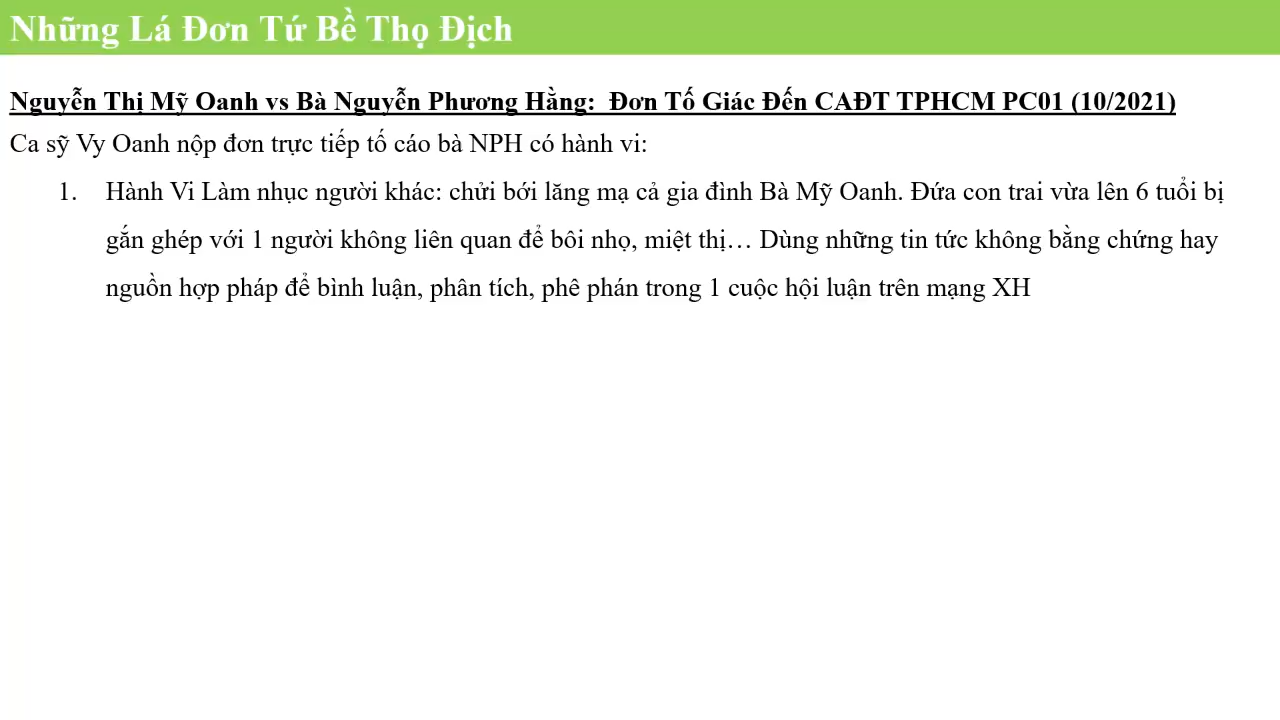 Những Lá Đơn Tứ Bề Thọ Địch
Nguyễn Thị Mỹ Oanh vs Bà Nguyễn Phương Hằng:  Đơn Tố Giác Đến CAĐT TPHCM PC01 (10/2021)
Ca sỹ Vy Oanh nộp đơn trực tiếp tố cáo bà NPH có hành vi:
1. Hành Vi Làm nhục người khác: chửi bới lăng mạ cả gia đình Bà Mỹ Oanh. Đứa con trai vừa lên 6 tuổi bị
gắn ghép với 1 người không liên quan để bôi nhọ, miệt thị… Dùng những tin tức không bằng chứng hay
nguồn hợp pháp để bình luận, phân tích, phê phán trong 1 cuộc hội luận trên mạng XH